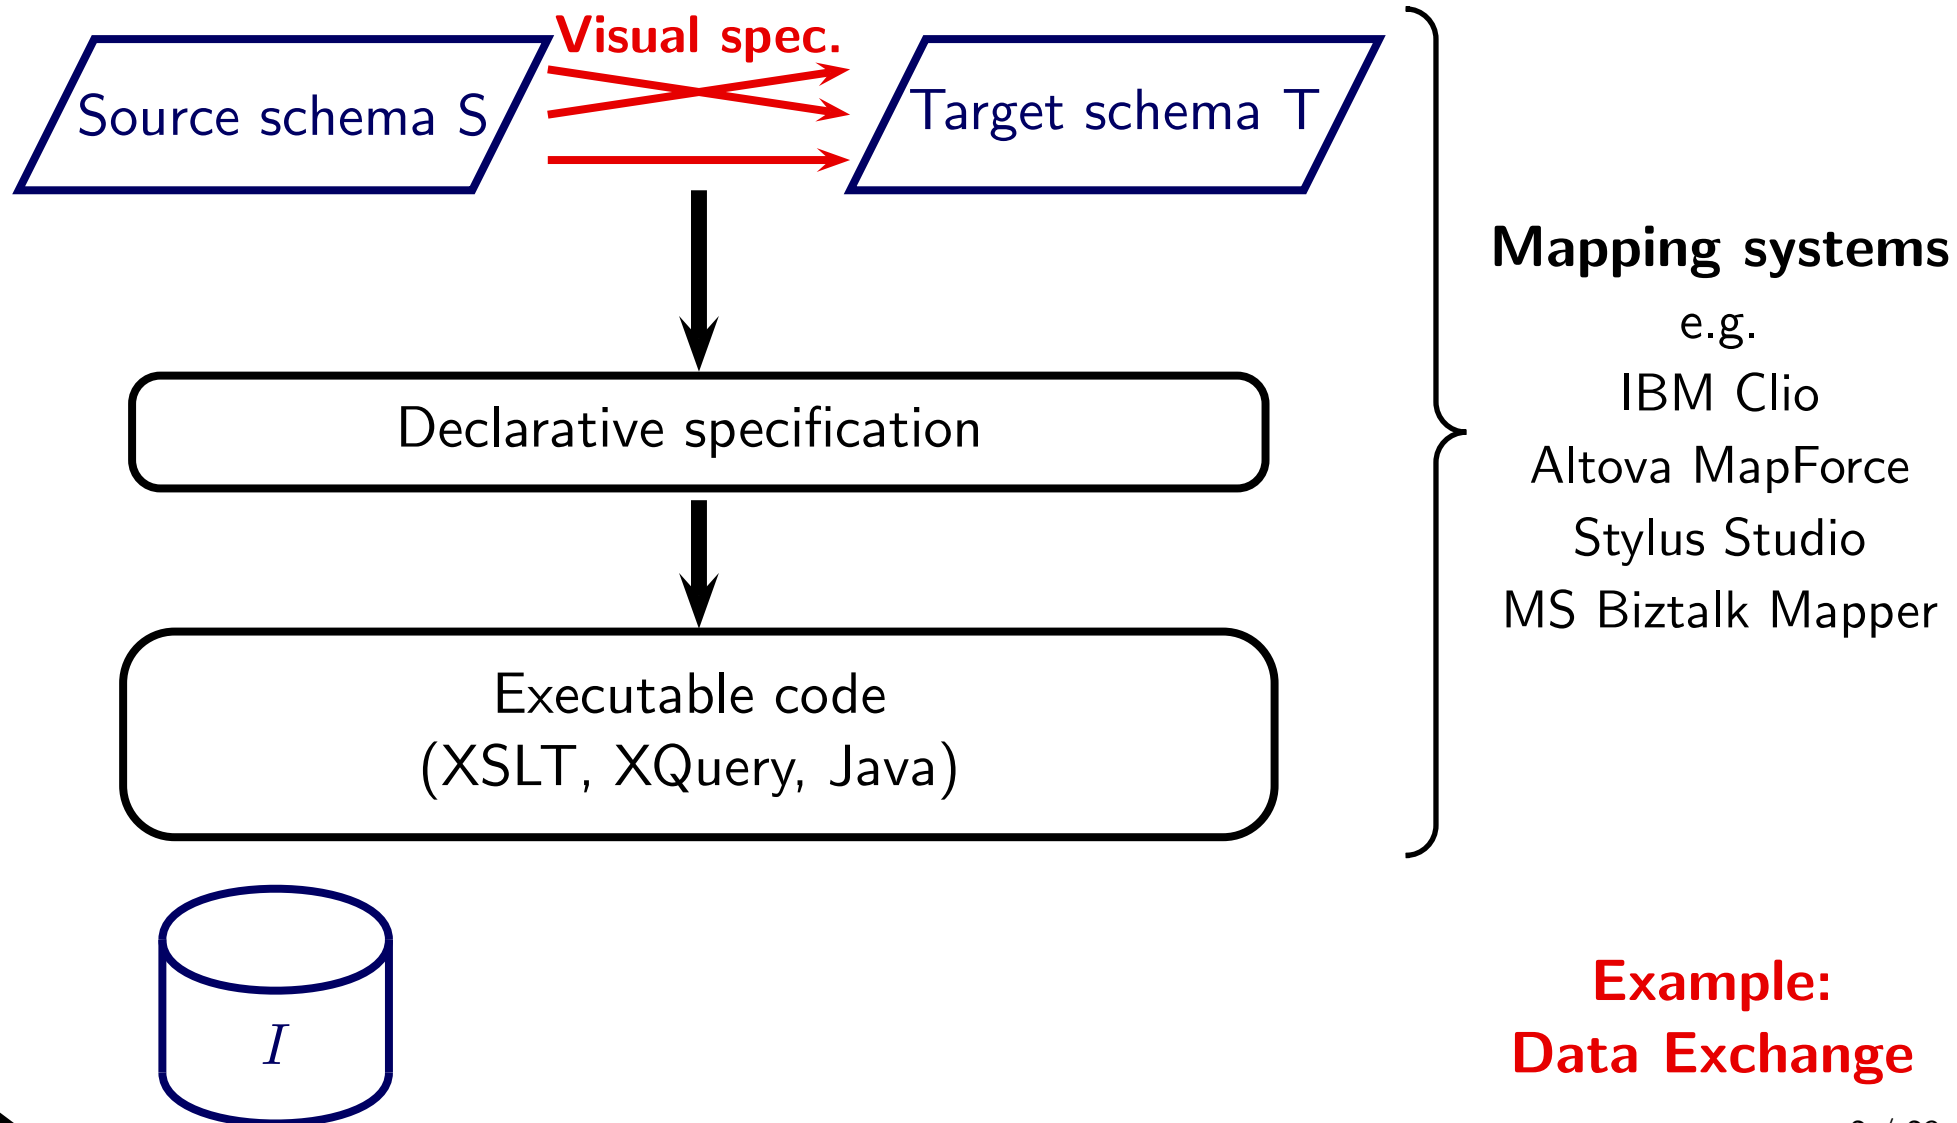 Visual spec.
Source schema S
Target schema T
Declarative specification
Executable code
(XSLT, XQuery, Java)
Mapping systems
e.g.
IBM Clio
Altova MapForce
Stylus Studio
MS Biztalk Mapper
I
Example:
Data Exchange